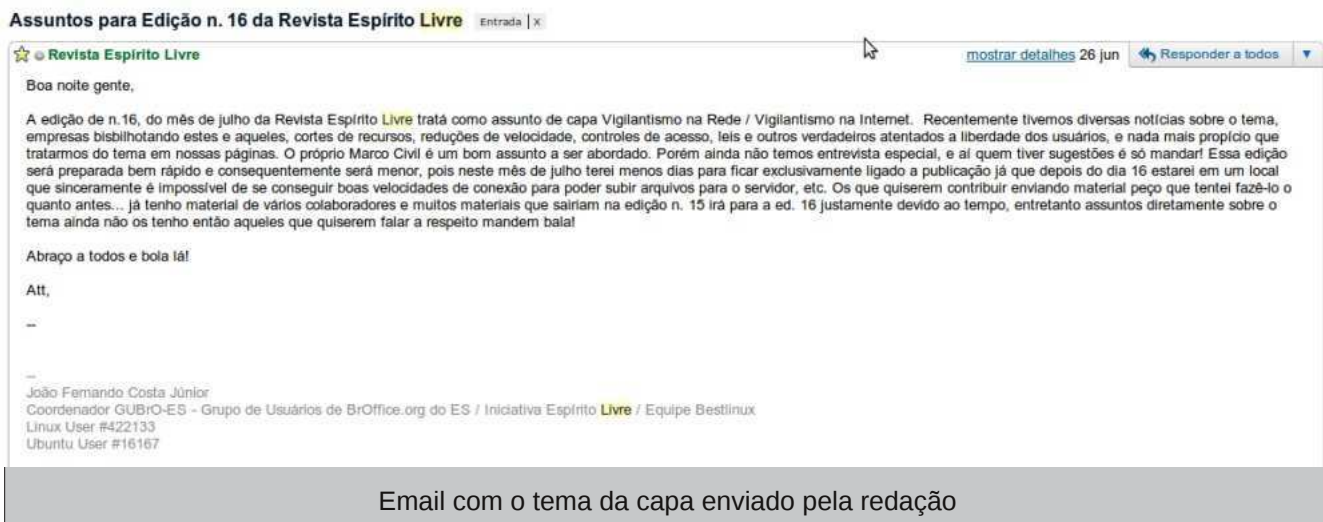 Assuntos para Edição n. 16 da Revista Espírito Livre Entrada | x
Revista Espírito Livre mostrar detalhes 26 jun Responder a todos
Boa noite gente,
A edição de n.16, do mês de julho da Revista Espírito Livre tratá como assunto de capa Vigilantismo na Rede / Vigilantismo na Internet. Recentemente tivemos diversas notícias sobre o tema,
empresas bisbilhotando estes e aqueles, cortes de recursos, reduções de velocidade, controles de acesso, leis e outros verdadeiros atentados a liberdade dos usuários, e nada mais propício que
tratarmos do tema em nossas páginas. O próprio Marco Civil é um bom assunto a ser abordado. Porém ainda não temos entrevista especial, e aí quem tiver sugestões é só mandar! Essa edição
será preparada bem rápido e consequentemente será menor, pois neste mês de julho terei menos dias para ficar exclusivamente ligado a publicação já que depois do dia 16 estarei em um local
que sinceramente é impossível de se conseguir boas velocidades de conexão para poder subir arquivos para o servidor, etc. Os que quiserem contribuir enviando material peço que tentei fazê-lo o
quanto antes... já tenho material de vários colaboradores e muitos materiais que sairiam na edição n. 15 irá para a ed. 16 justamente devido ao tempo, entretanto assuntos diretamente sobre o
tema ainda não os tenho então aqueles que quiserem falar a respeito mandem bala!
Abraço a todos e bola lá!
Att,
--
--
João Fernando Costa Júnior
Coordenador GUBrO-ES - Grupo de Usuários de BrOffice.org do ES / Iniciativa Espírito Livre / Equipe Bestlinux
Linux User #422133
Ubuntu User #16167
Email com o tema da capa enviado pela redação